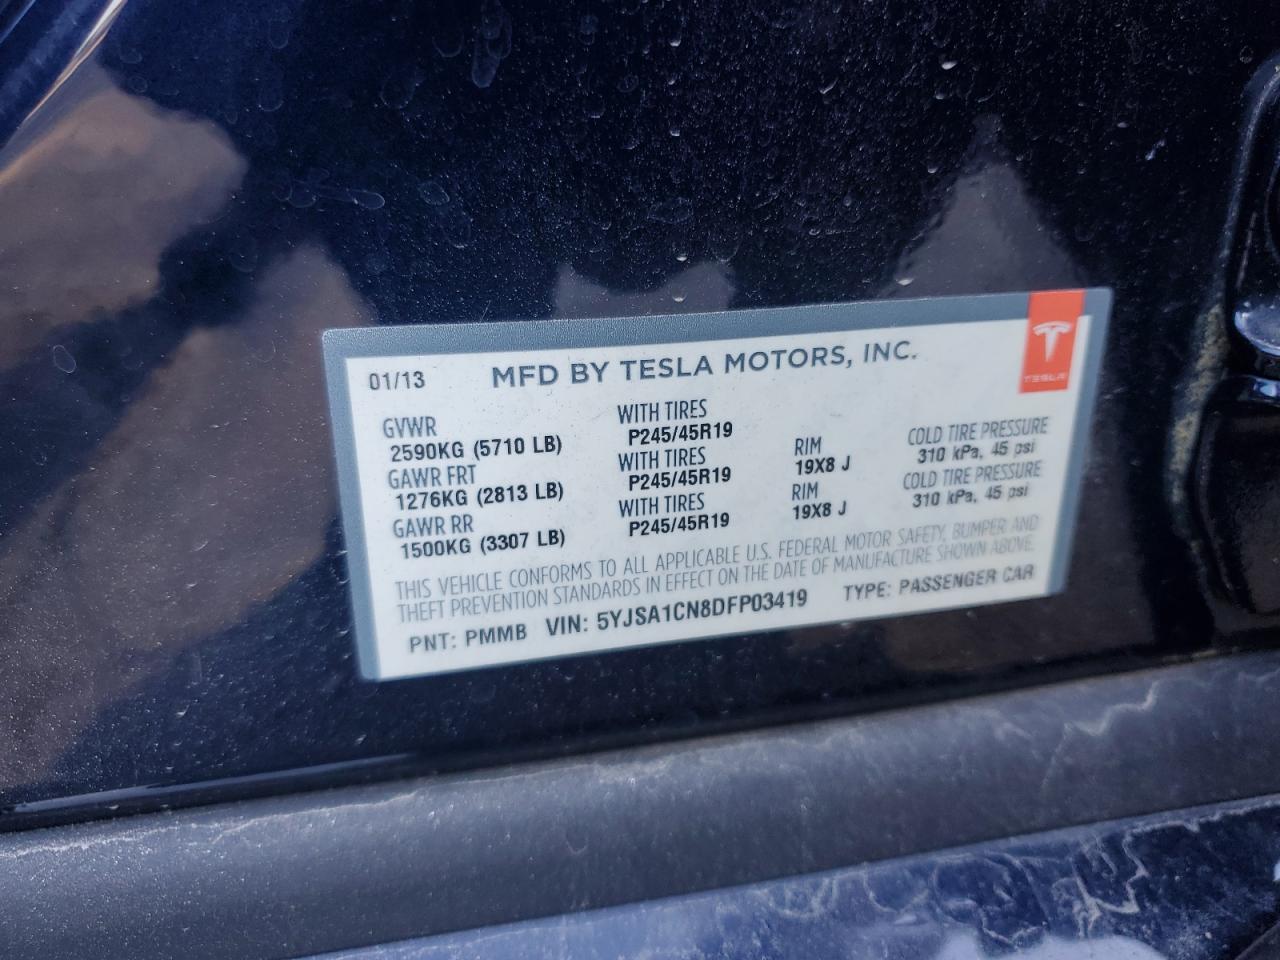 01/13 MFD BY TESLA MOTORS, INC.
TESLA
GVWR WITH TIRES
2590KG (5710 LB) P245/45R19 RIM COLD TIRE PRESSURE
GAWR FRT WITH TIRES 19X8 J 310 kPa, 45 psi
1276KG (2813 LB) P245/45R19 RIM COLD TIRE PRESSURE
GAWR RR WITH TIRES 19X8 J 310 kPa, 45 psi
1500KG (3307 LB) P245/45R19
THIS VEHICLE CONFORMS TO ALL APPLICABLE U.S. FEDERAL MOTOR SAFETY, BUMPER AND
THEFT PREVENTION STANDARDS IN EFFECT ON THE DATE OF MANUFACTURE SHOWN ABOVE.
PNT: PMMB VIN: 5YJSA1CN8DFP03419 TYPE: PASSENGER CAR